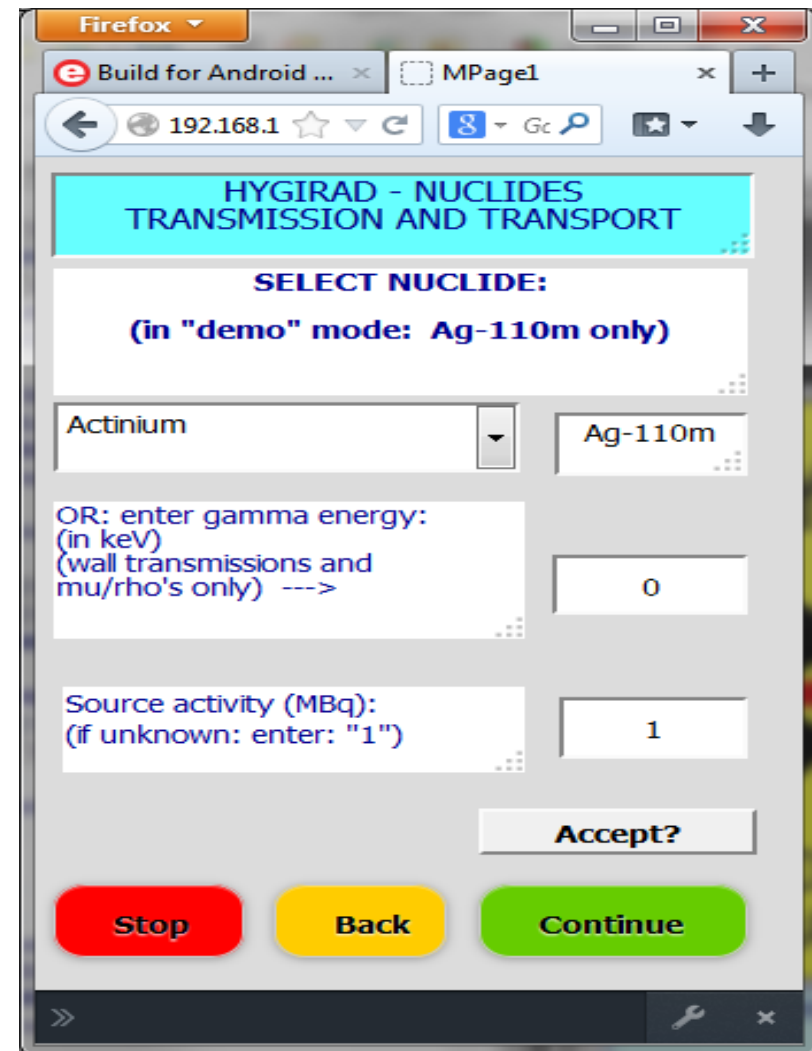 Firefox
Build for Android ...
MPage1
192.168.1
8
Gc
HYGIRAD - NUCLIDES
TRANSMISSION AND TRANSPORT
SELECT NUCLIDE:
(in "demo" mode:  Ag-110m only)
Actinium
Ag-110m
OR: enter gamma energy:
(in keV)
(wall transmissions and
mu/rho's only)  --->
0
Source activity (MBq):
(if unknown: enter: "1")
1
Accept?
Stop
Back
Continue